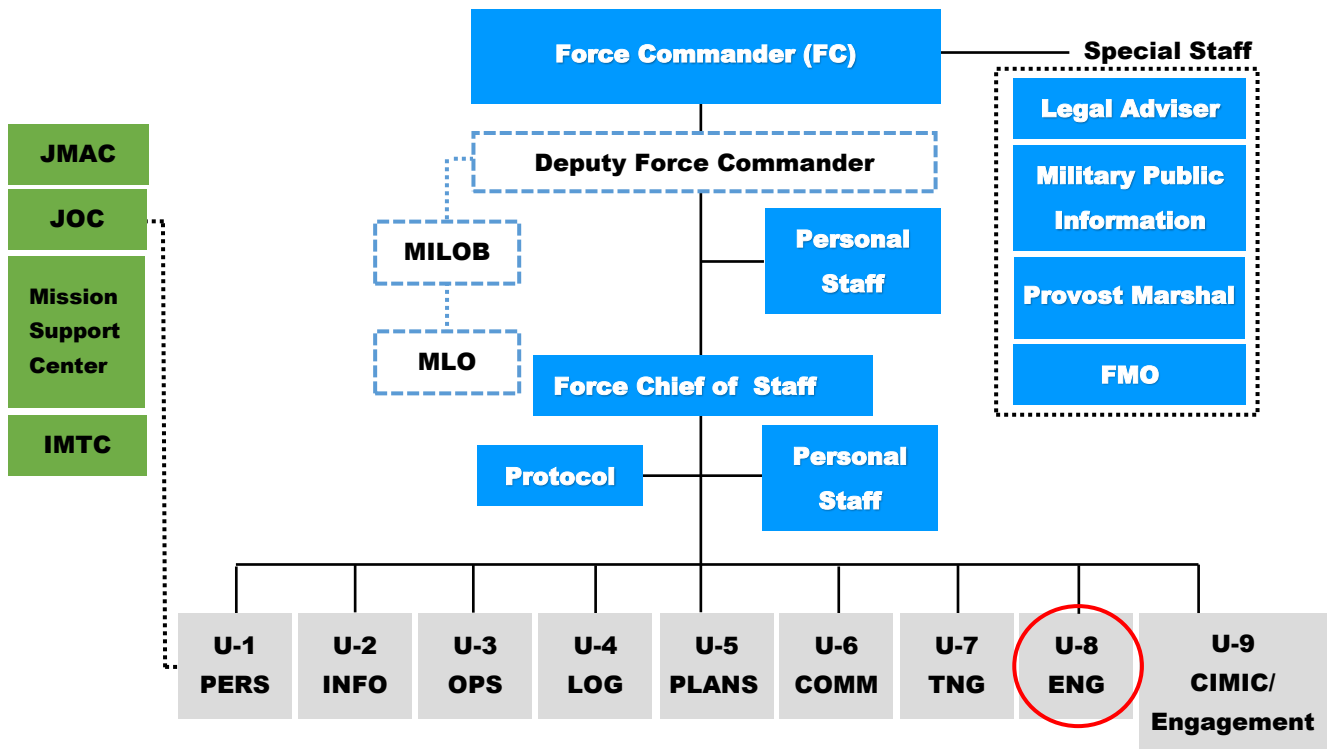 Force Commander (FC)
Special Staff
Legal Adviser
Military Public
Information
Provost Marshal
FMO
JMAC
JOC
Mission
Support
Center
IMTC
Deputy Force Commander
MILOB
MLO
Personal
Staff
Force Chief of  Staff
Protocol
Personal
Staff
U-1
PERS
U-2
INFO
U-3
OPS
U-4
LOG
U-5
PLANS
U-6
COMM
U-7
TNG
U-8
ENG
U-9
CIMIC/
Engagement